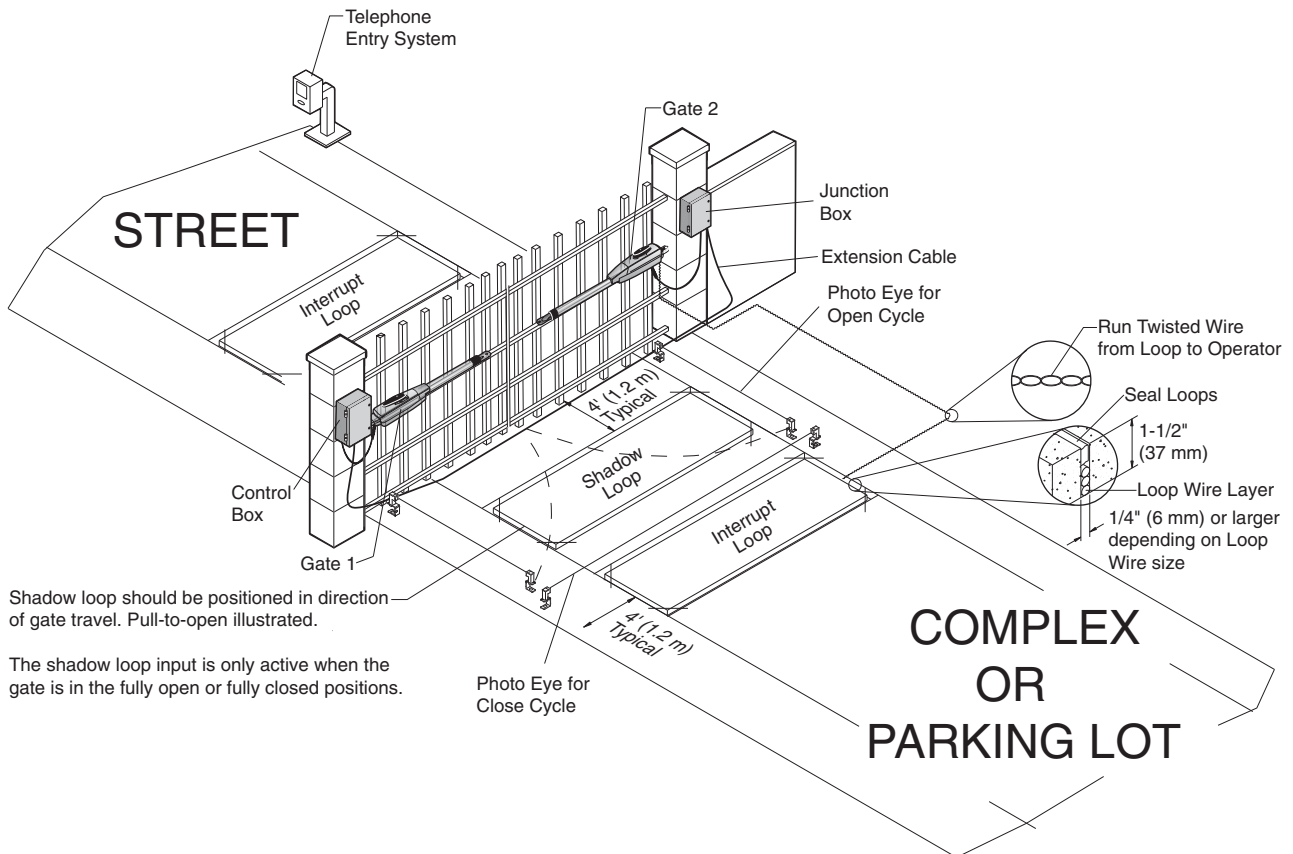 Telephone
Entry System
Gate 2
STREET
Junction
Box
Interrupt
Loop
Extension Cable
Photo Eye for
Open Cycle
Run Twisted Wire
from Loop to Operator
4' (1.2 m)
Typical
Seal Loops
1-1/2"
(37 mm)
Shadow
Loop
Control
Box
Loop Wire Layer
Interrupt
Loop
1/4" (6 mm) or larger
depending on Loop
Wire size
Gate 1
Shadow loop should be positioned in direction
of gate travel. Pull-to-open illustrated.
4' (1.2 m)
Typical
The shadow loop input is only active when the
gate is in the fully open or fully closed positions.
Photo Eye for
Close Cycle
COMPLEX
OR
PARKING LOT